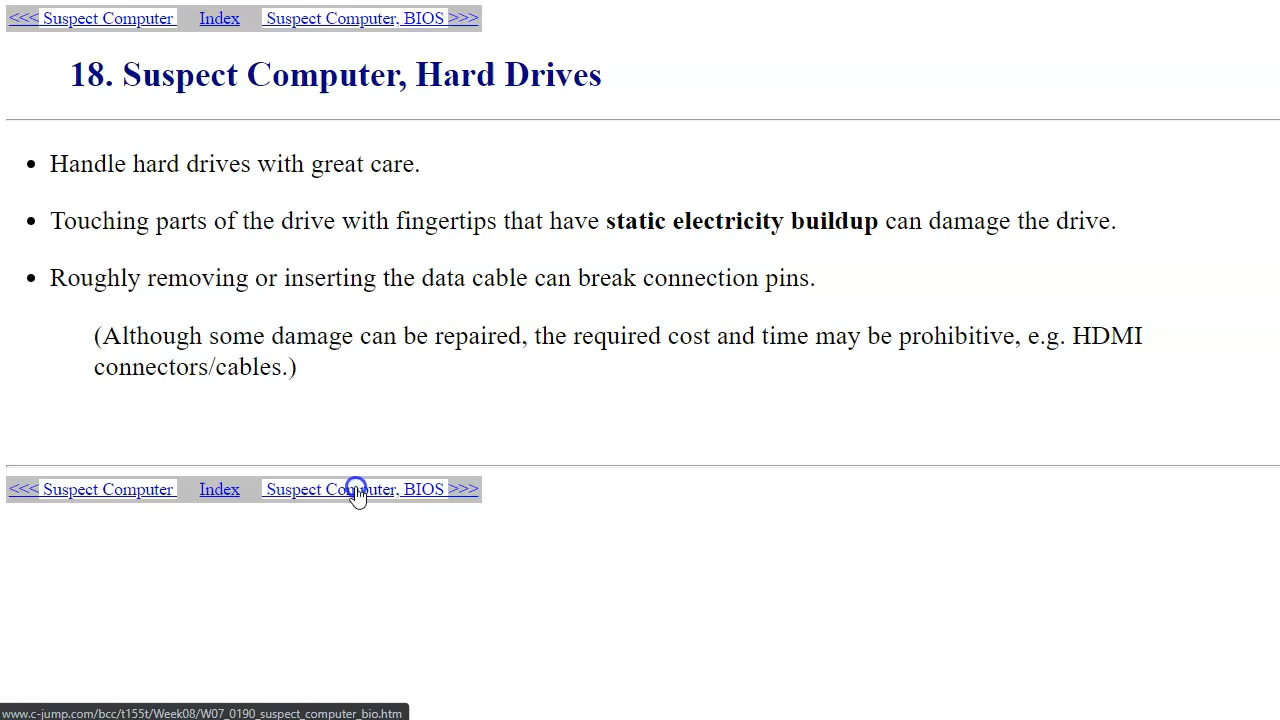 <<< Suspect Computer Index Suspect Computer, BIOS >>>
18. Suspect Computer, Hard Drives
• Handle hard drives with great care.
• Touching parts of the drive with fingertips that have static electricity buildup can damage the drive.
• Roughly removing or inserting the data cable can break connection pins.
(Although some damage can be repaired, the required cost and time may be prohibitive, e.g. HDMI
connectors/cables.)
<<< Suspect Computer Index Suspect Computer, BIOS >>>
www.c-jump.com/bcc/t155t/Week08/W07_0190_suspect_computer_bio.htm